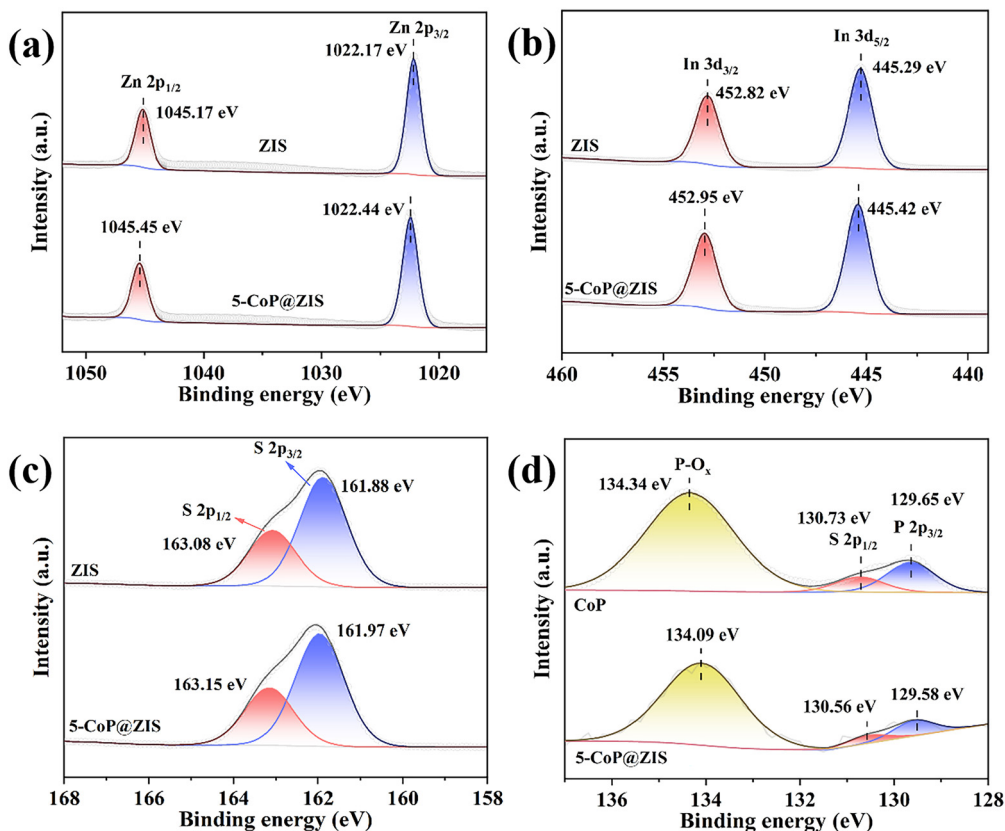 (a)
Zn 2p3/2
1022.17 eV
Zn 2p1/2
1045.17 eV
ZIS
1022.44 eV
1045.45 eV
5-CoP@ZIS
Intensity (a.u.)
1050
1040
1030
1020
Binding energy (eV)
(b)
In 3d5/2
445.29 eV
In 3d3/2
452.82 eV
ZIS
452.95 eV
445.42 eV
5-CoP@ZIS
Intensity (a.u.)
460
455
450
445
440
Binding energy (eV)
(c)
S 2p3/2
161.88 eV
S 2p1/2
163.08 eV
ZIS
161.97 eV
163.15 eV
5-CoP@ZIS
Intensity (a.u.)
168
166
164
162
160
158
Binding energy (eV)
(d)
P-Ox
134.34 eV
129.65 eV
130.73 eV
P 2p3/2
S 2p1/2
CoP
134.09 eV
129.58 eV
130.56 eV
5-CoP@ZIS
Intensity (a.u.)
136
134
132
130
128
Binding energy (eV)